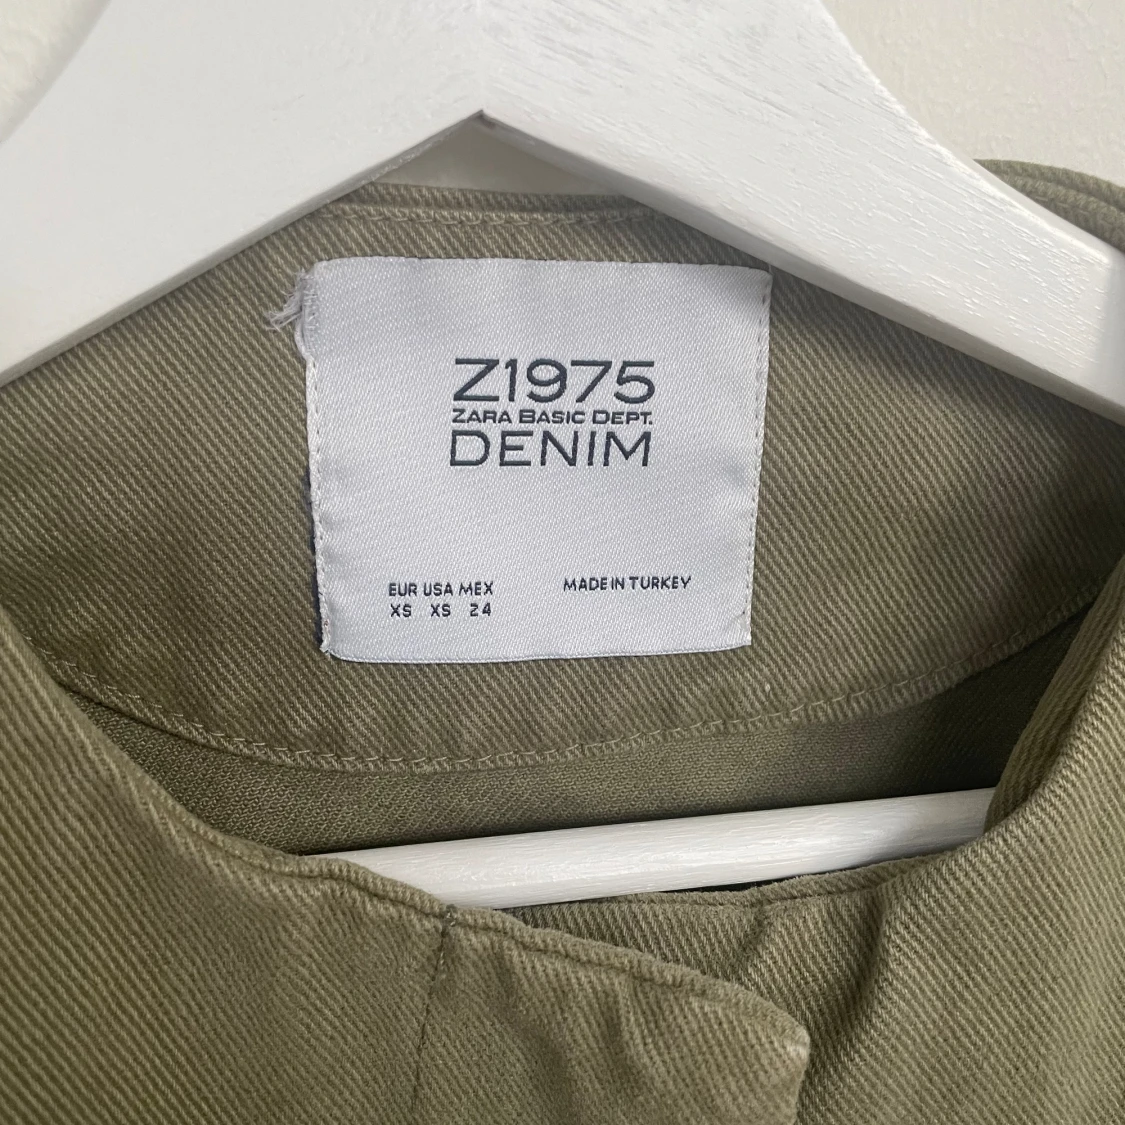 Z1975
ZARA BASIC DEPT.
DENIM
EUR USA MEX
XS XS 24
MADE IN TURKEY